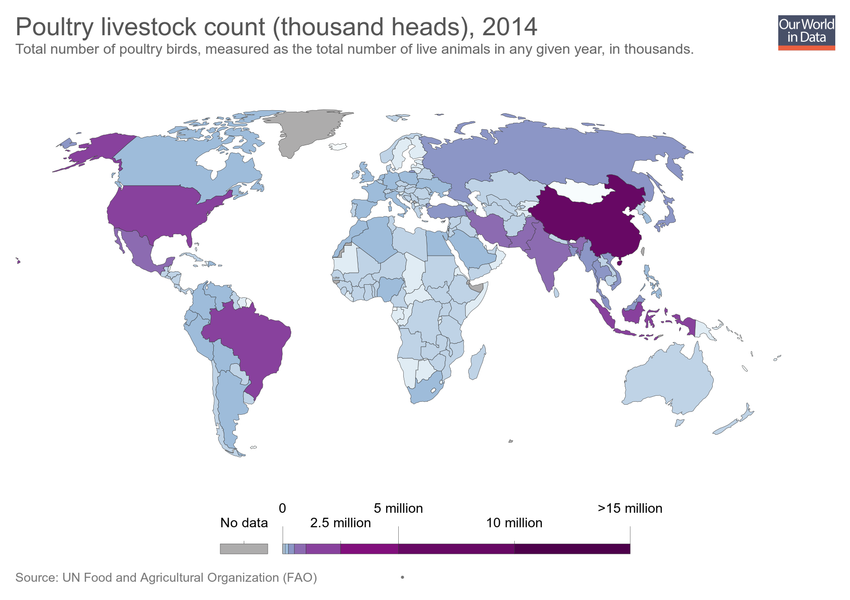 Poultry livestock count (thousand heads), 2014
Our World
in Data
Total number of poultry birds, measured as the total number of live animals in any given year, in thousands.
0 5 million >15 million
No data 2.5 million 10 million
Source: UN Food and Agricultural Organization (FAO) •